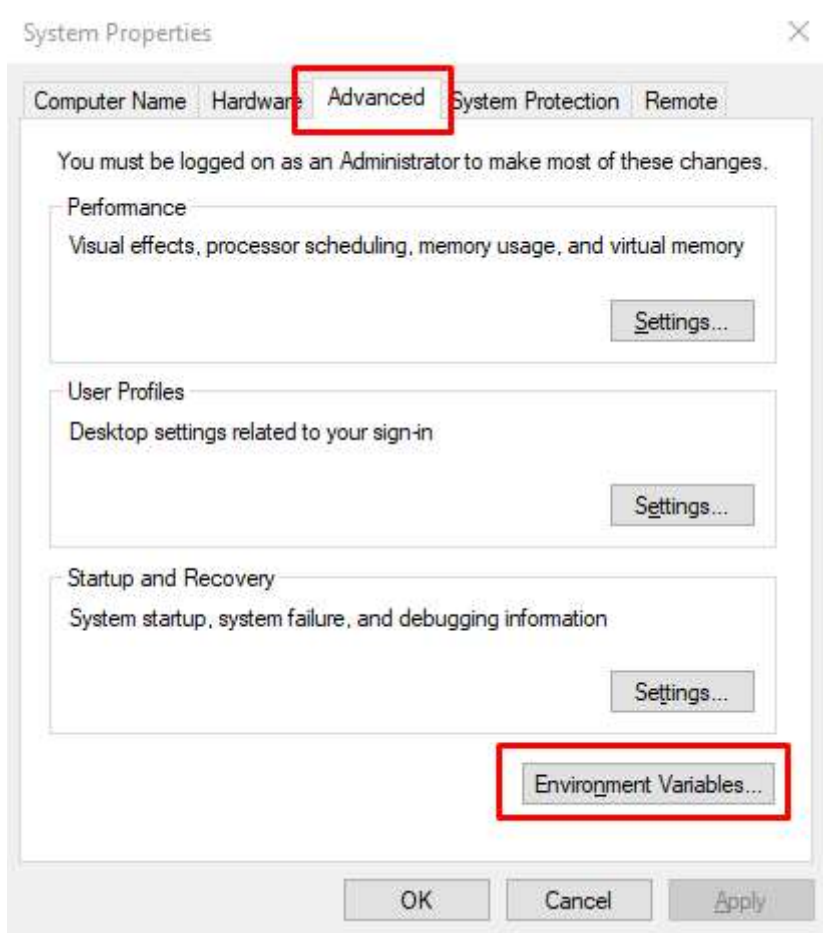 System Properties
Computer Name Hardware Advanced System Protection Remote
You must be logged on as an Administrator to make most of these changes.
Performance
Visual effects, processor scheduling, memory usage, and virtual memory
Settings...
User Profiles
Desktop settings related to your sign-in
Settings...
Startup and Recovery
System startup, system failure, and debugging information
Settings...
Environment Variables...
OK Cancel Apply